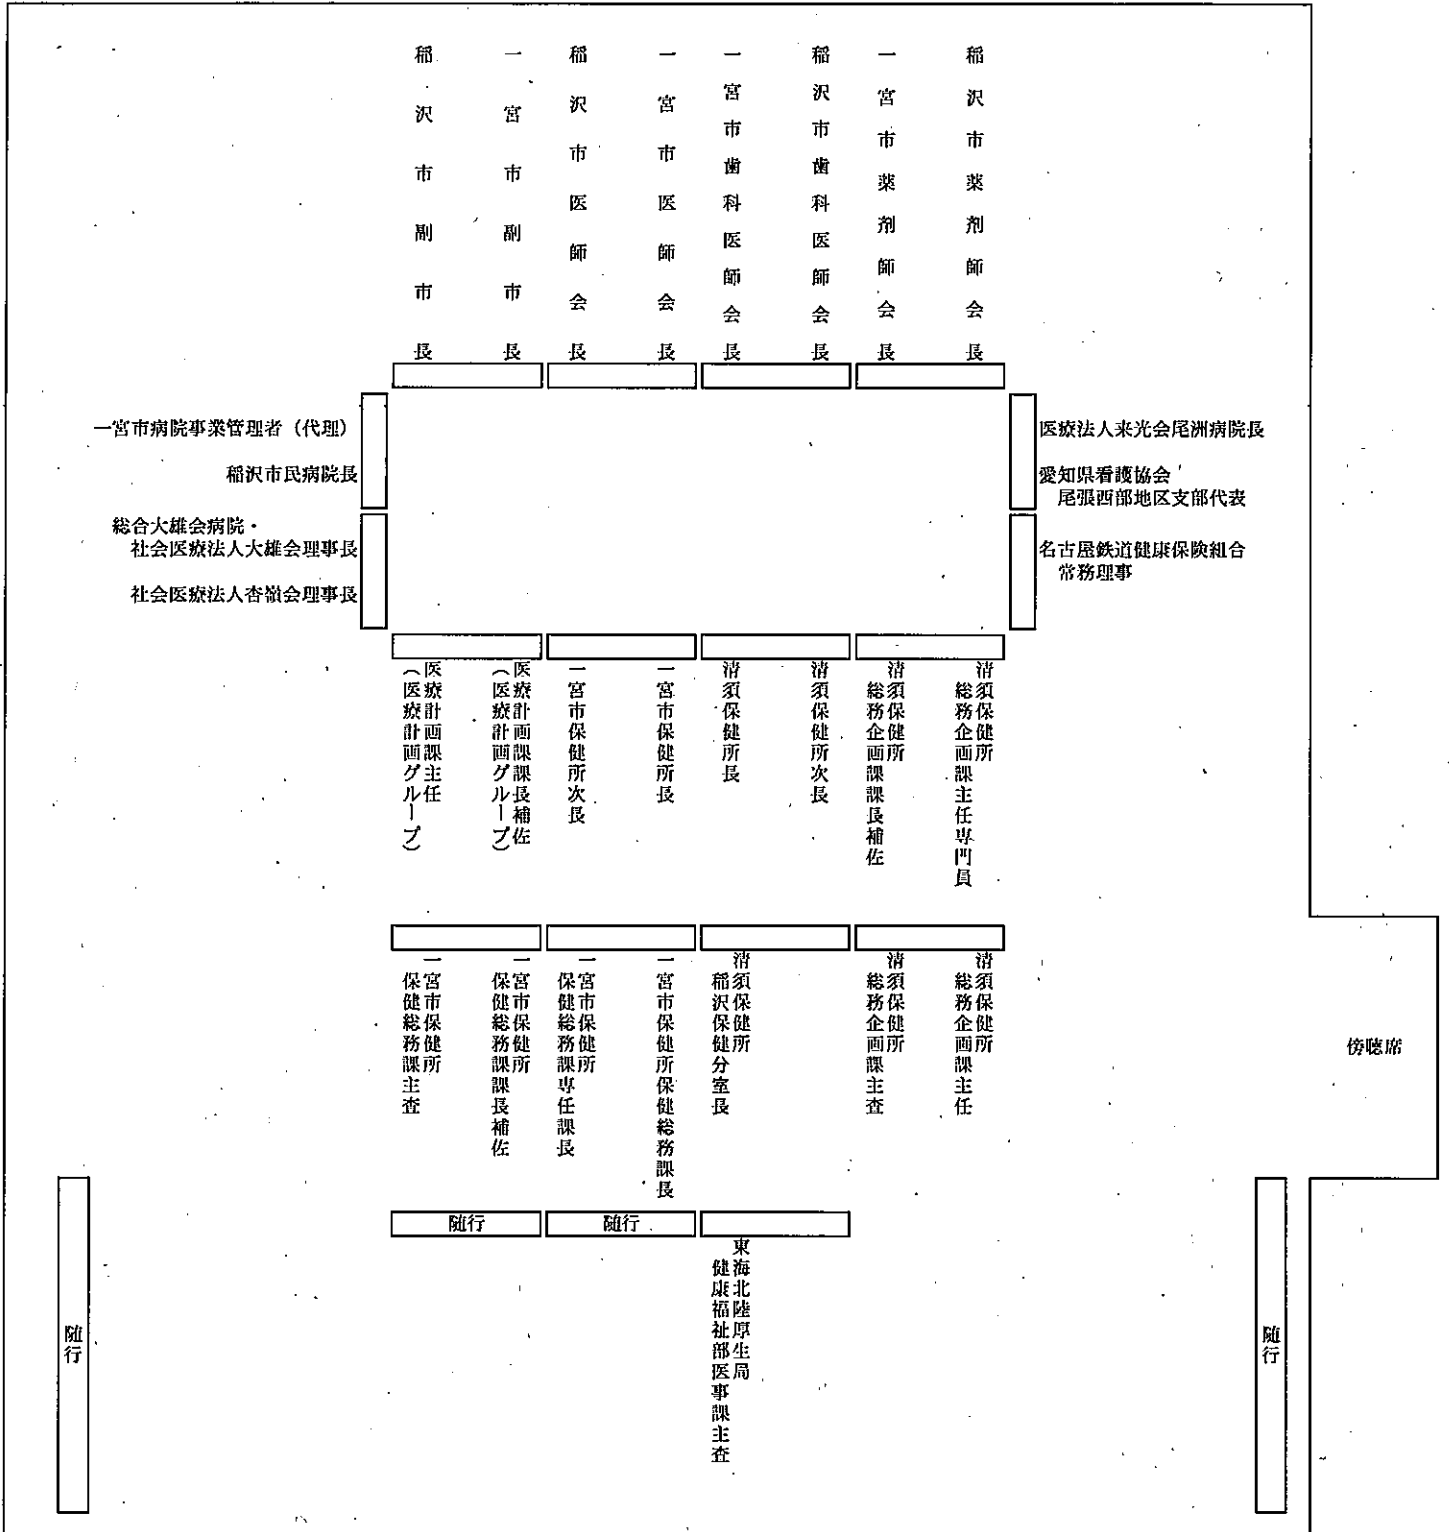 稲沢市副市長
一宮市副市長
稲沢市医師会長
一宮市医師会長
一宮市歯科医師会長
稲沢市歯科医師会長
一宮市薬剤師会長
稲沢市薬剤師会長
一宮市病院事業管理者（代理）
稲沢市民病院長
総合大雄会病院・
社会医療法人大雄会理事長
社会医療法人杏嶺会理事長
医療法人来光会尾洲病院長
愛知県看護協会
尾張西部地区支部代表
名古屋鉄道健康保険組合
常務理事
医療計画課主任
（医療計画グループ）
医療計画課課長補佐
（医療計画グループ）
一宮市保健所次長
一宮市保健所長
清須保健所長
清須保健所次長
清須保健所
総務企画課課長補佐
清須保健所
総務企画課主任専門員
一宮市保健所
保健総務課主査
一宮市保健所
保健総務課課長補佐
一宮市保健所
保健総務課専任課長
一宮市保健所保健総務課長
清須保健所
稲沢保健分室長
清須保健所
総務企画課主査
清須保健所
総務企画課主任
傍聴席
随行
随行
東海北陸厚生局
健康福祉部医事課主査
随行
随行